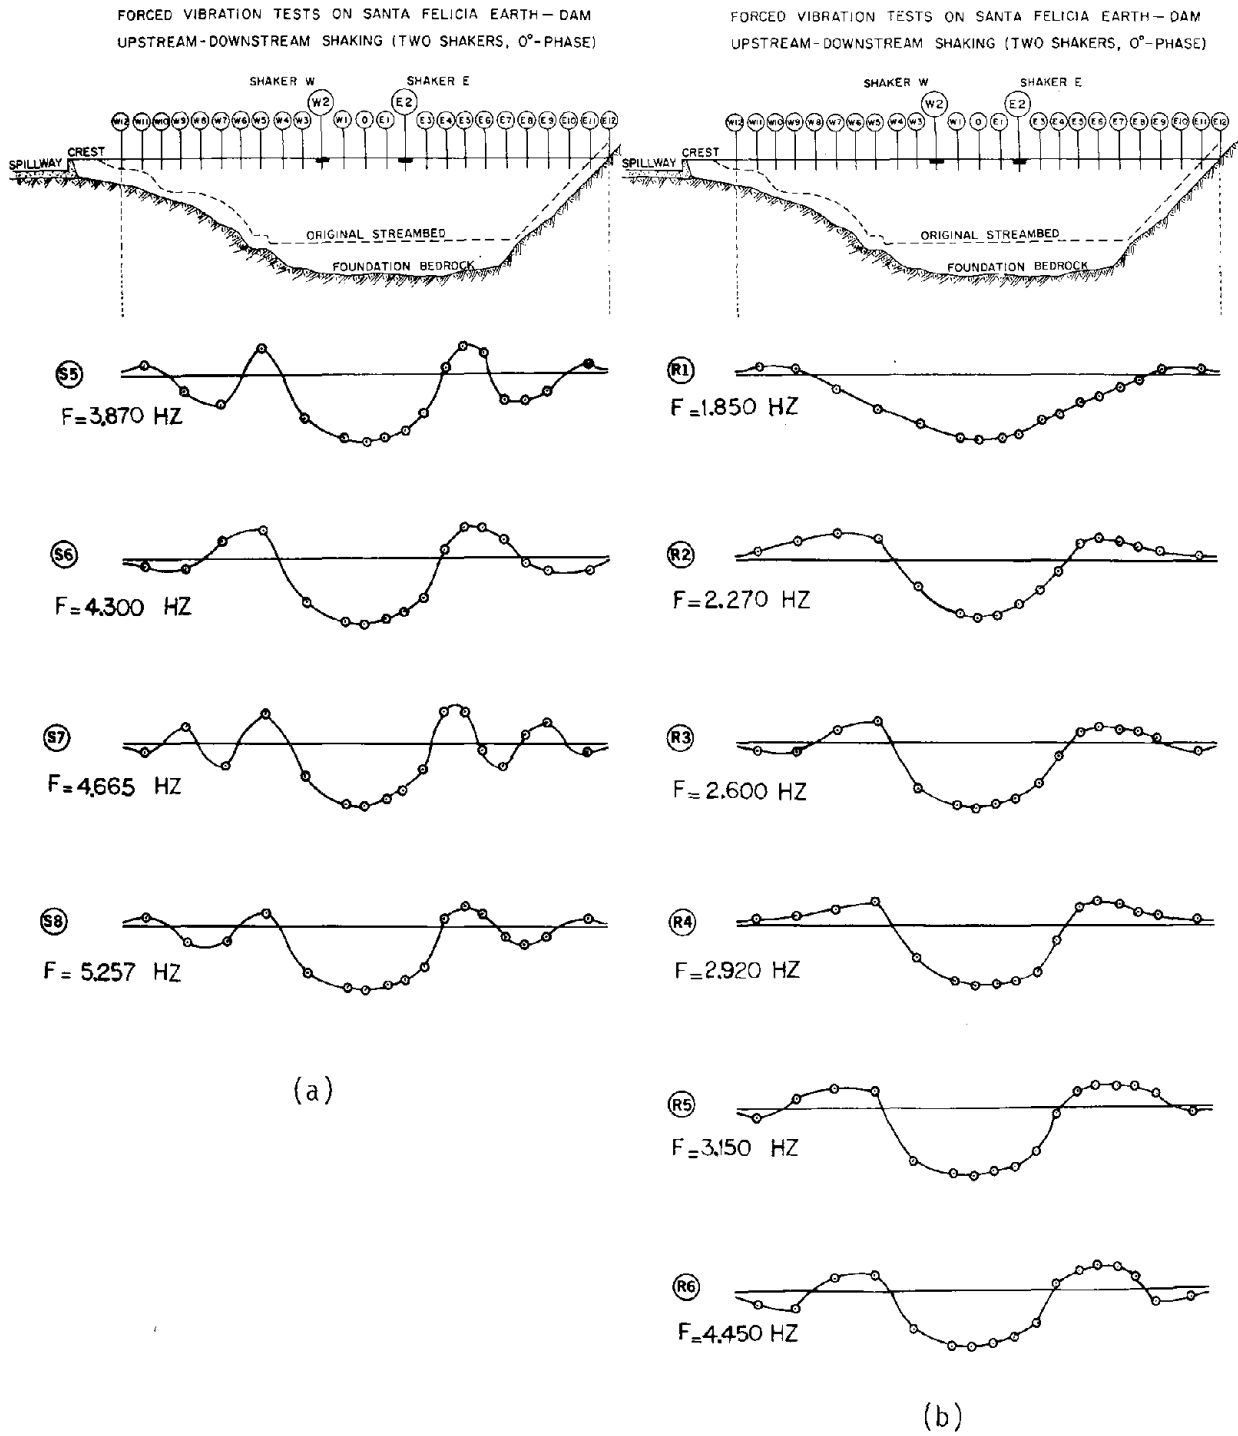 FORCED VIBRATION TESTS ON SANTA FELICIA EARTH-DAM
UPSTREAM-DOWNSTREAM SHAKING (TWO SHAKERS, 0°-PHASE)
SHAKER W SHAKER E
W2 E2
W12 W11 W10 W9 W8 W7 W6 W5 W4 W3 W1 0 E1 E3 E4 E5 E6 E7 E8 E9 E10 E11 E12
SPILLWAY CREST
ORIGINAL STREAMBED
FOUNDATION BEDROCK
S5
F=3.870 HZ
S6
F=4.300 HZ
S7
F=4.665 HZ
S8
F=5.257 HZ
(a)
FORCED VIBRATION TESTS ON SANTA FELICIA EARTH-DAM
UPSTREAM-DOWNSTREAM SHAKING (TWO SHAKERS, 0°-PHASE)
SHAKER W SHAKER E
W2 E2
W12 W11 W10 W9 W8 W7 W6 W5 W4 W3 W1 0 E1 E3 E4 E5 E6 E7 E8 E9 E10 E11 E12
SPILLWAY CREST
ORIGINAL STREAMBED
FOUNDATION BEDROCK
R1
F=1.850 HZ
R2
F=2.270 HZ
R3
F=2.600 HZ
R4
F=2.920 HZ
R5
F=3.150 HZ
R6
F=4.450 HZ
(b)